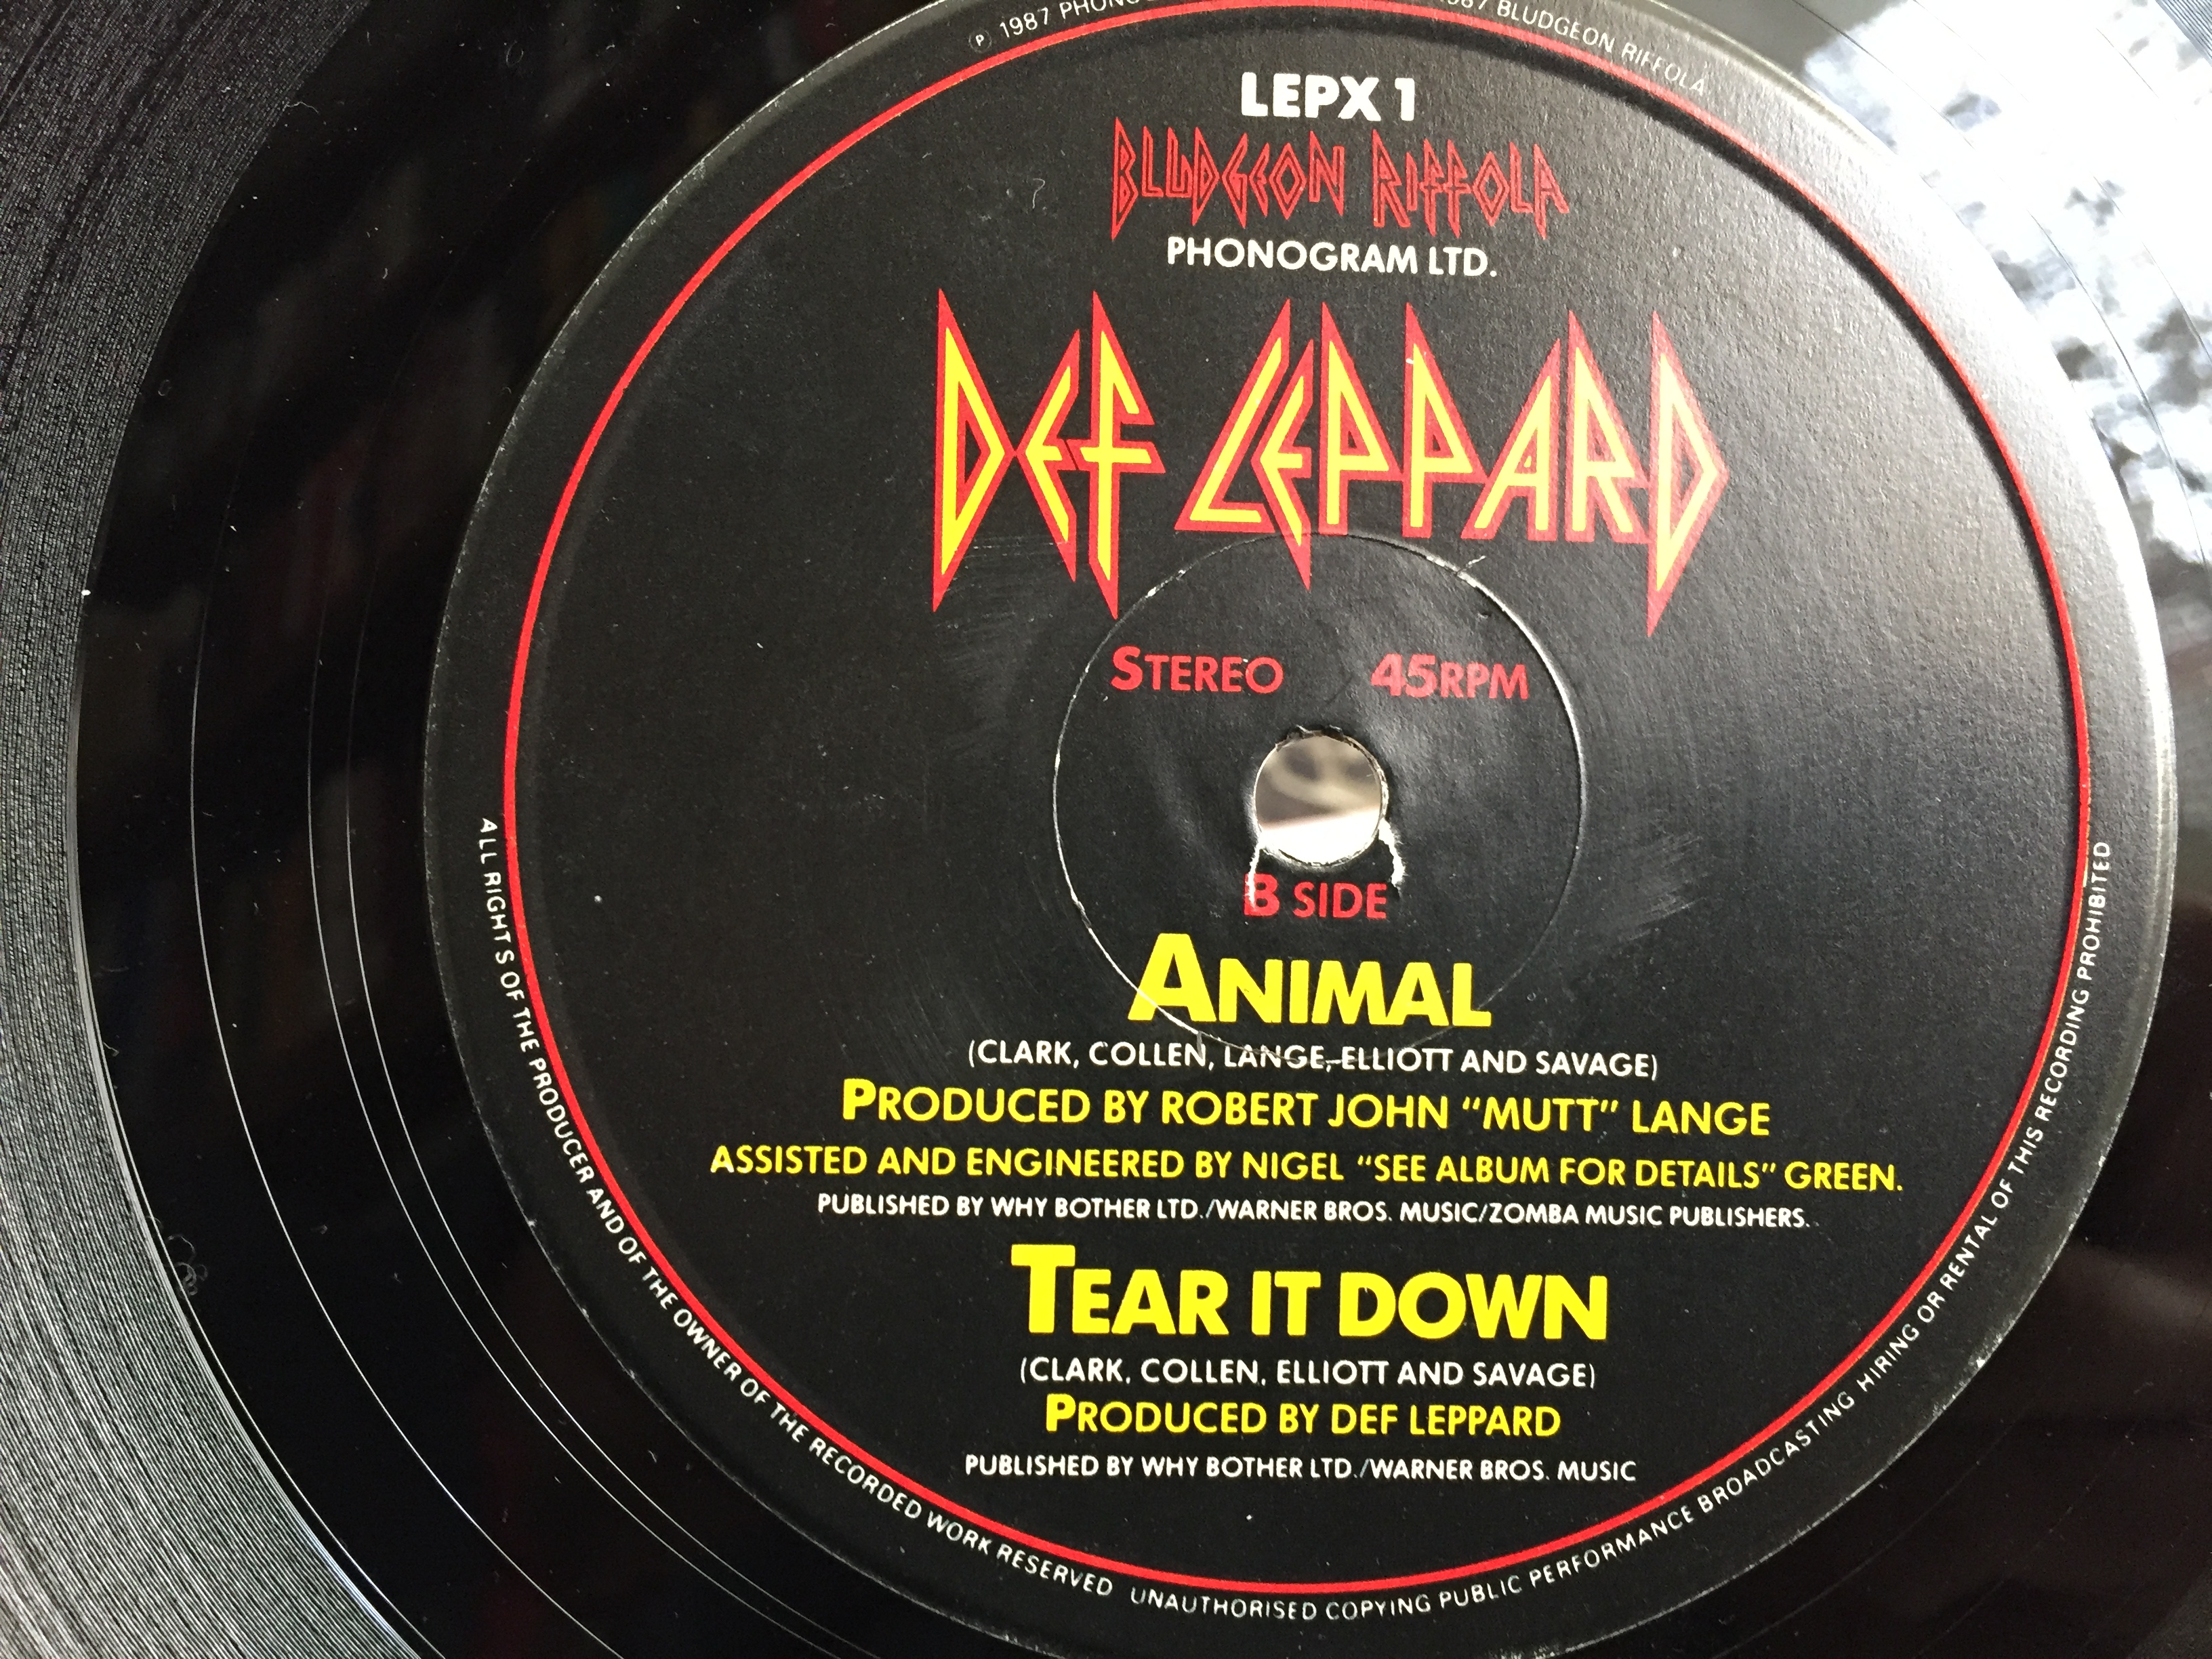 ℗ 1987 PHONOG
1987 BLUDGEON RIFFOLA
LEPX 1
BLUDGEON RIFFOLA
PHONOGRAM LTD.
DEF LEPPARD
STEREO 45RPM
B SIDE
ANIMAL
(CLARK, COLLEN, LANGE, ELLIOTT AND SAVAGE)
PRODUCED BY ROBERT JOHN “MUTT” LANGE
ASSISTED AND ENGINEERED BY NIGEL “SEE ALBUM FOR DETAILS” GREEN.
PUBLISHED BY WHY BOTHER LTD./WARNER BROS. MUSIC/ZOMBA MUSIC PUBLISHERS.
TEAR IT DOWN
(CLARK, COLLEN, ELLIOTT AND SAVAGE)
PRODUCED BY DEF LEPPARD
PUBLISHED BY WHY BOTHER LTD./WARNER BROS. MUSIC
ALL RIGHTS OF THE PRODUCER AND OF THE OWNER OF THE RECORDED WORK RESERVED UNAUTHORISED COPYING PUBLIC PERFORMANCE BROADCASTING HIRING OR RENTAL OF THIS RECORDING PROHIBITED